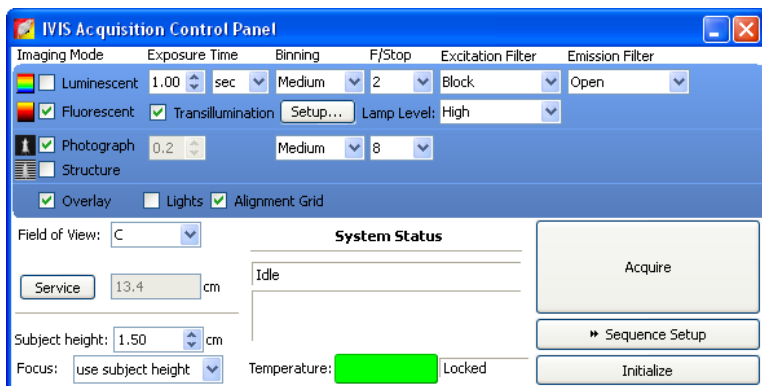 IVIS Acquisition Control Panel
Imaging Mode Exposure Time Binning F/Stop Excitation Filter Emission Filter
Luminescent 1.00 sec Medium 2 Block Open
Fluorescent Transillumination Setup... Lamp Level: High
Photograph 0.2 Medium 8
Structure
Overlay Lights Alignment Grid
Field of View: C System Status
Idle Acquire
Service 13.4 cm
Sequence Setup
Subject height: 1.50 cm
Focus: use subject height Temperature: Locked Initialize